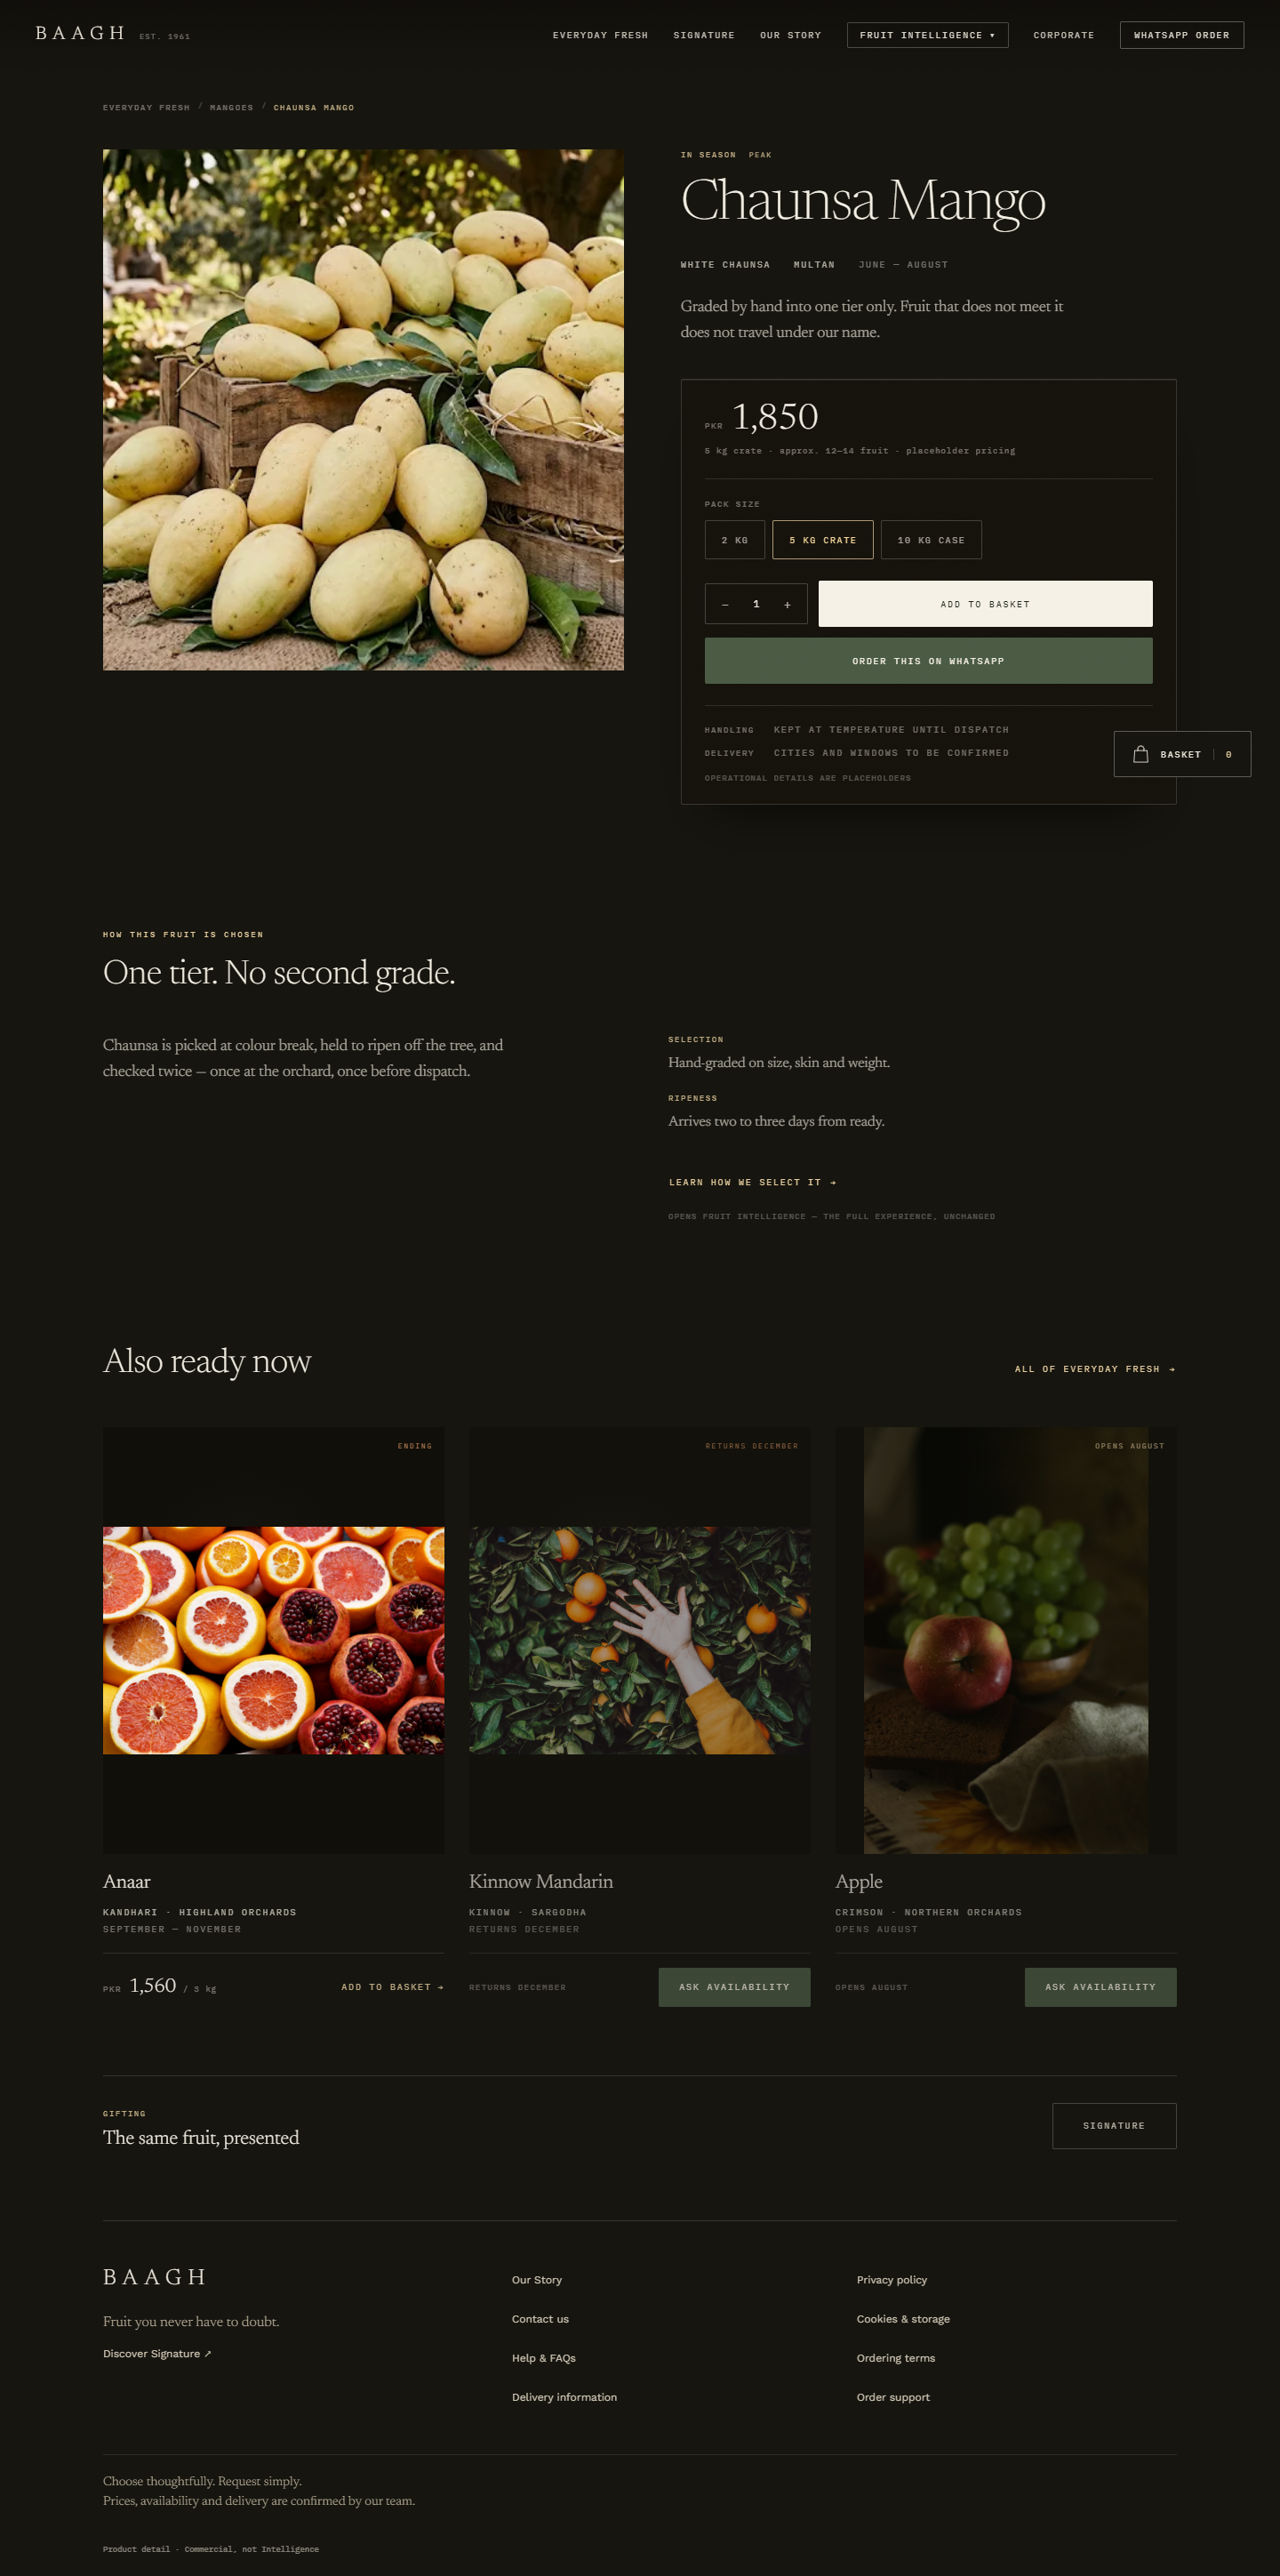 BAAGH EST. 1961
EVERYDAY FRESH SIGNATURE OUR STORY FRUIT INTELLIGENCE ▾ CORPORATE WHATSAPP ORDER
EVERYDAY FRESH / MANGOES / CHAUNSA MANGO
IN SEASON PEAK
Chaunsa Mango
WHITE CHAUNSA MULTAN JUNE — AUGUST
Graded by hand into one tier only. Fruit that does not meet it
does not travel under our name.
PKR 1,850
5 kg crate · approx. 12–14 fruit · placeholder pricing
PACK SIZE
2 KG 5 KG CRATE 10 KG CASE
– 1 + ADD TO BASKET
ORDER THIS ON WHATSAPP
HANDLING KEPT AT TEMPERATURE UNTIL DISPATCH
DELIVERY CITIES AND WINDOWS TO BE CONFIRMED
OPERATIONAL DETAILS ARE PLACEHOLDERS
BASKET 0
HOW THIS FRUIT IS CHOSEN
One tier. No second grade.
Chaunsa is picked at colour break, held to ripen off the tree, and
checked twice — once at the orchard, once before dispatch.
SELECTION
Hand-graded on size, skin and weight.
RIPENESS
Arrives two to three days from ready.
LEARN HOW WE SELECT IT →
OPENS FRUIT INTELLIGENCE — THE FULL EXPERIENCE, UNCHANGED
Also ready now
ALL OF EVERYDAY FRESH →
ENDING
RETURNS DECEMBER
OPENS AUGUST
Anaar
KANDHARI · HIGHLAND ORCHARDS
SEPTEMBER — NOVEMBER
PKR 1,560 / 5 kg ADD TO BASKET →
Kinnow Mandarin
KINNOW · SARGODHA
RETURNS DECEMBER
RETURNS DECEMBER ASK AVAILABILITY
Apple
CRIMSON · NORTHERN ORCHARDS
OPENS AUGUST
OPENS AUGUST ASK AVAILABILITY
GIFTING
The same fruit, presented
SIGNATURE
BAAGH
Fruit you never have to doubt.
Discover Signature ↗
Our Story
Contact us
Help & FAQs
Delivery information
Privacy policy
Cookies & storage
Ordering terms
Order support
Choose thoughtfully. Request simply.
Prices, availability and delivery are confirmed by our team.
Product detail · Commercial, not Intelligence